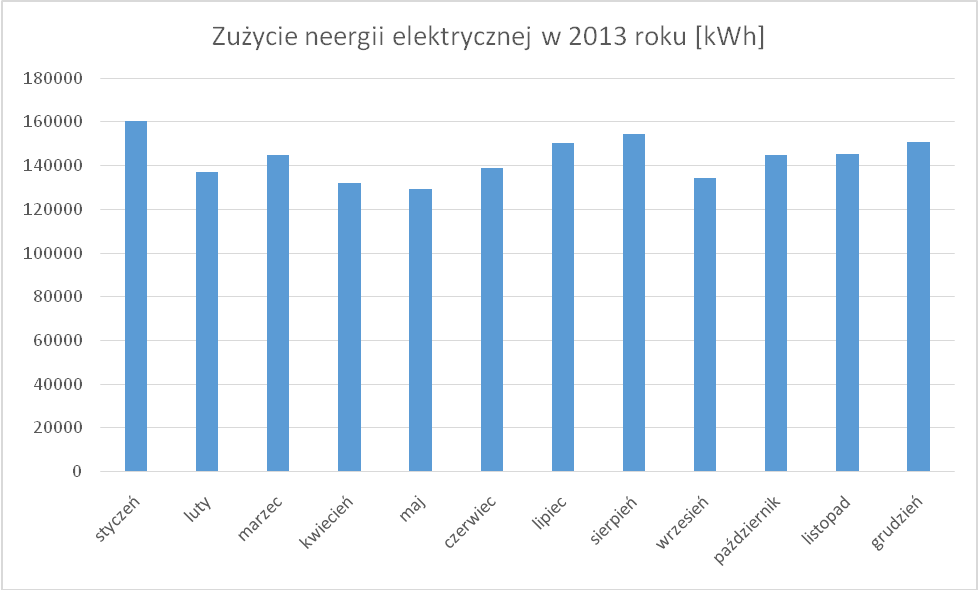 Zużycie neergii elektrycznej w 2013 roku [kWh]
180000
160000
140000
120000
100000
80000
60000
40000
20000
0
styczeń
luty
marzec
kwiecień
maj
czerwiec
lipiec
sierpień
wrzesień
październik
listopad
grudzień